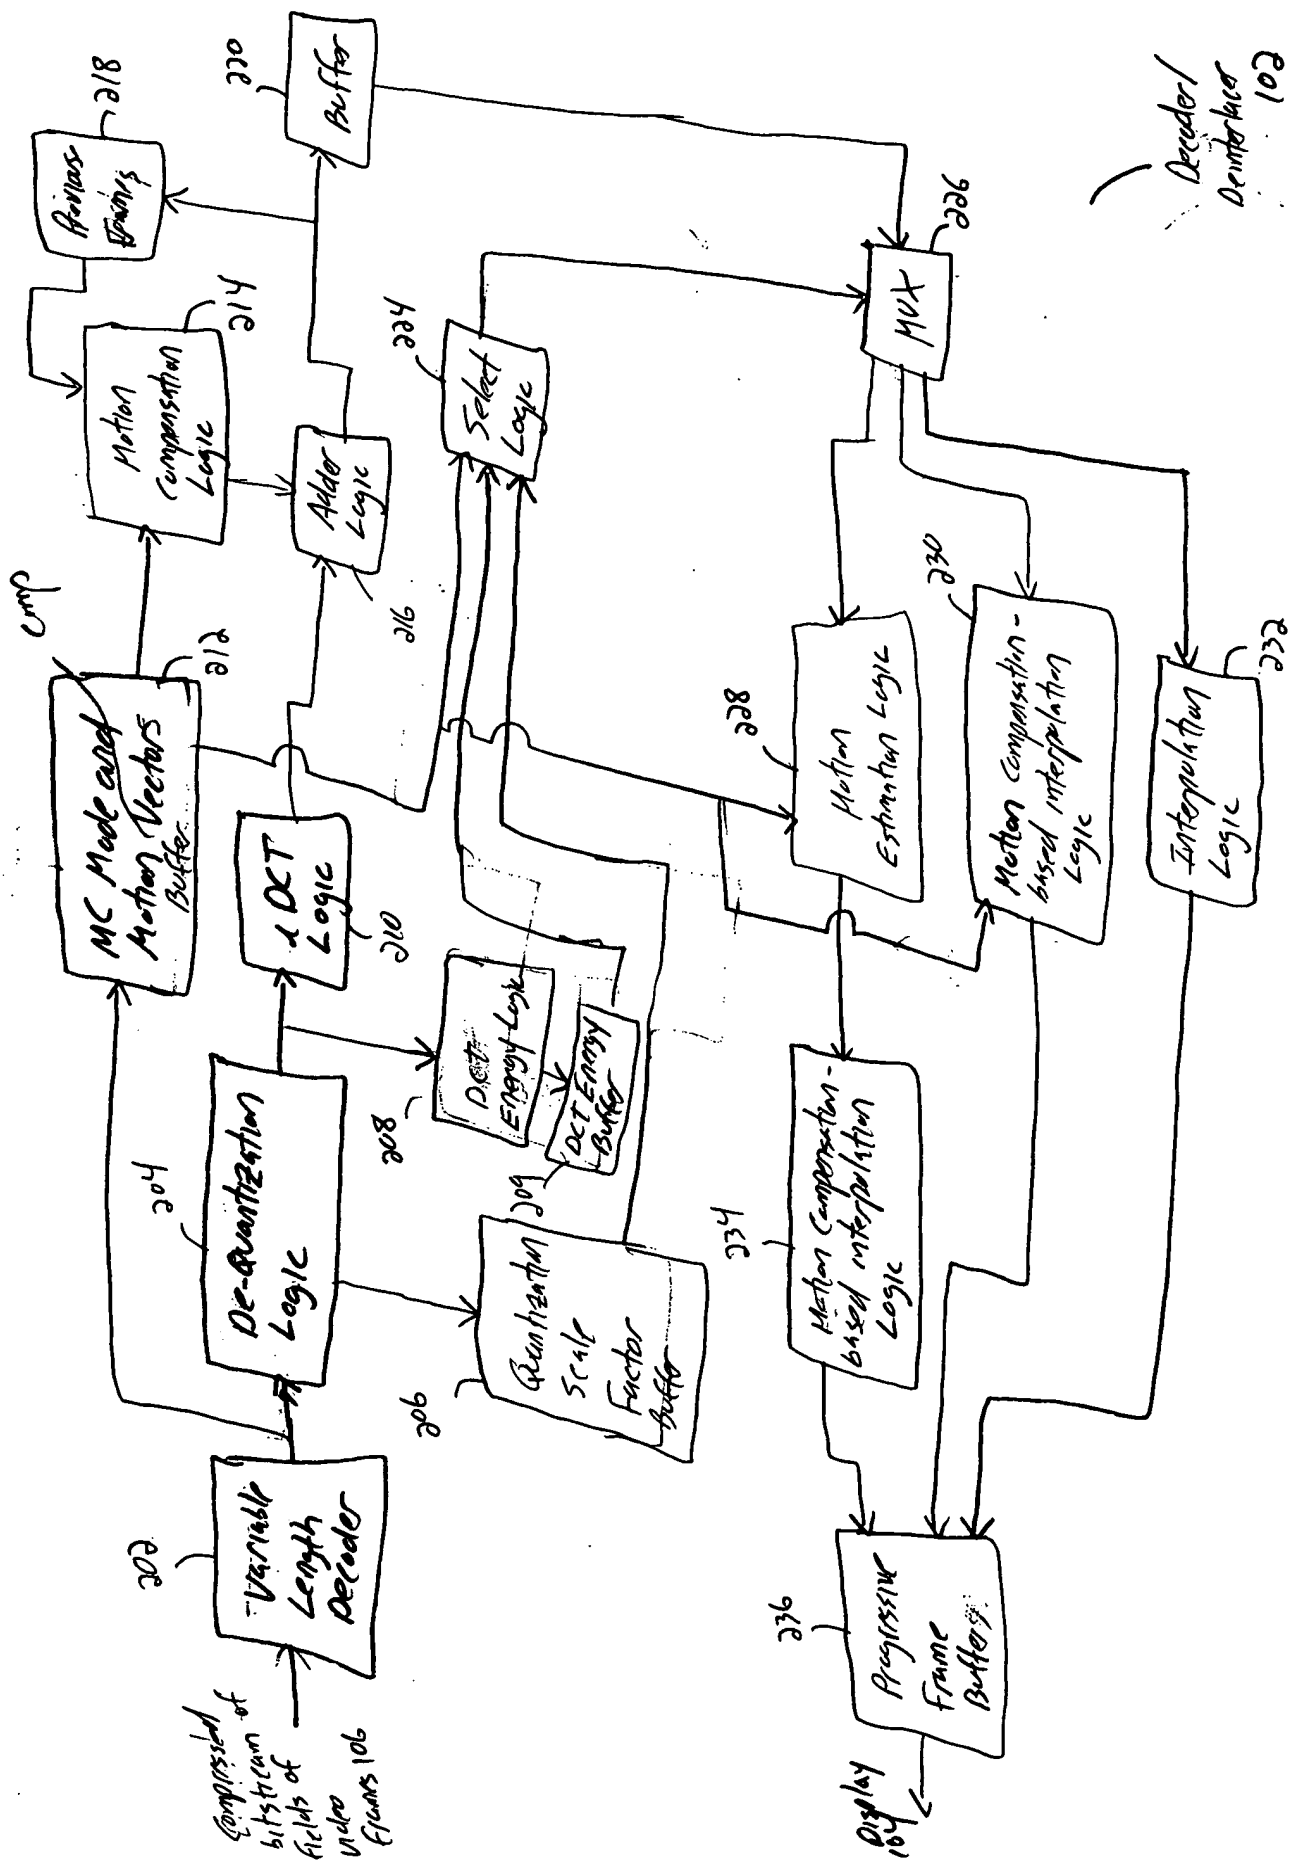 Compressed
bitstream of
fields of
video
frames 106
202
Variable
Length
Decoder
204
De-Quantization
Logic
206
Quantization
Scale
Factor
Buffer
208
DCT
Energy Logic
209
DCT Energy
Buffer
210
iDCT
Logic
MC Mode and
Motion Vectors
Buffer
212
cmp
Motion
Compensation
Logic
214
Adder
Logic
216
Frames
218
220
Buffer
224
Select
Logic
MUX
226
228
Motion
Estimation Logic
230
Motion Compensation-
based interpolation
Logic
Interpolation
Logic
232
234
Motion Compensation-
based interpolation
Logic
236
Progressive
Frame
Buffers
Display
104
Decoder/
Deinterlacer
102